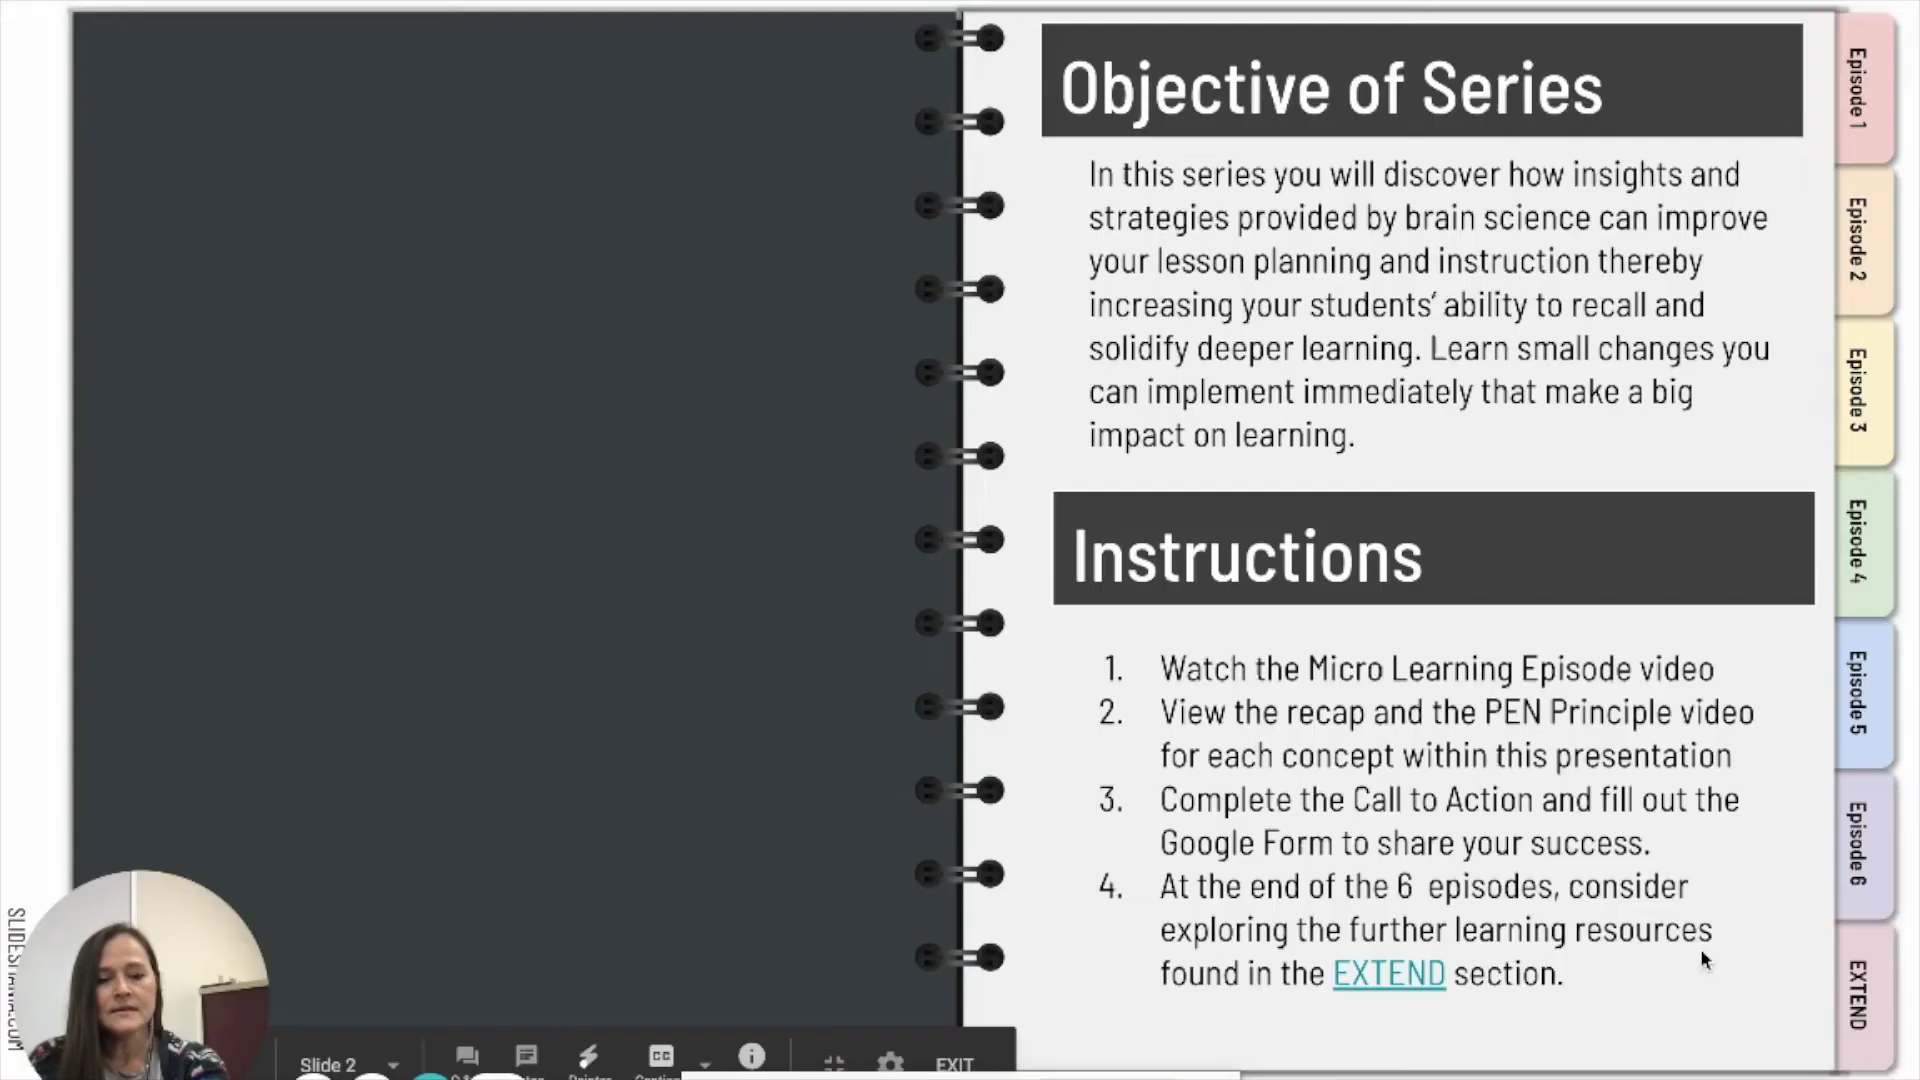 Objective of Series
In this series you will discover how insights and
strategies provided by brain science can improve
your lesson planning and instruction thereby
increasing your students' ability to recall and
solidify deeper learning. Learn small changes you
can implement immediately that make a big
impact on learning.
Instructions
1. Watch the Micro Learning Episode video
2. View the recap and the PEN Principle video
for each concept within this presentation
3. Complete the Call to Action and fill out the
Google Form to share your success.
4. At the end of the 6 episodes, consider
exploring the further learning resources
found in the EXTEND section.
Episode 1
Episode 2
Episode 3
Episode 4
Episode 5
Episode 6
EXTEND
Slide 2
CC
EXIT